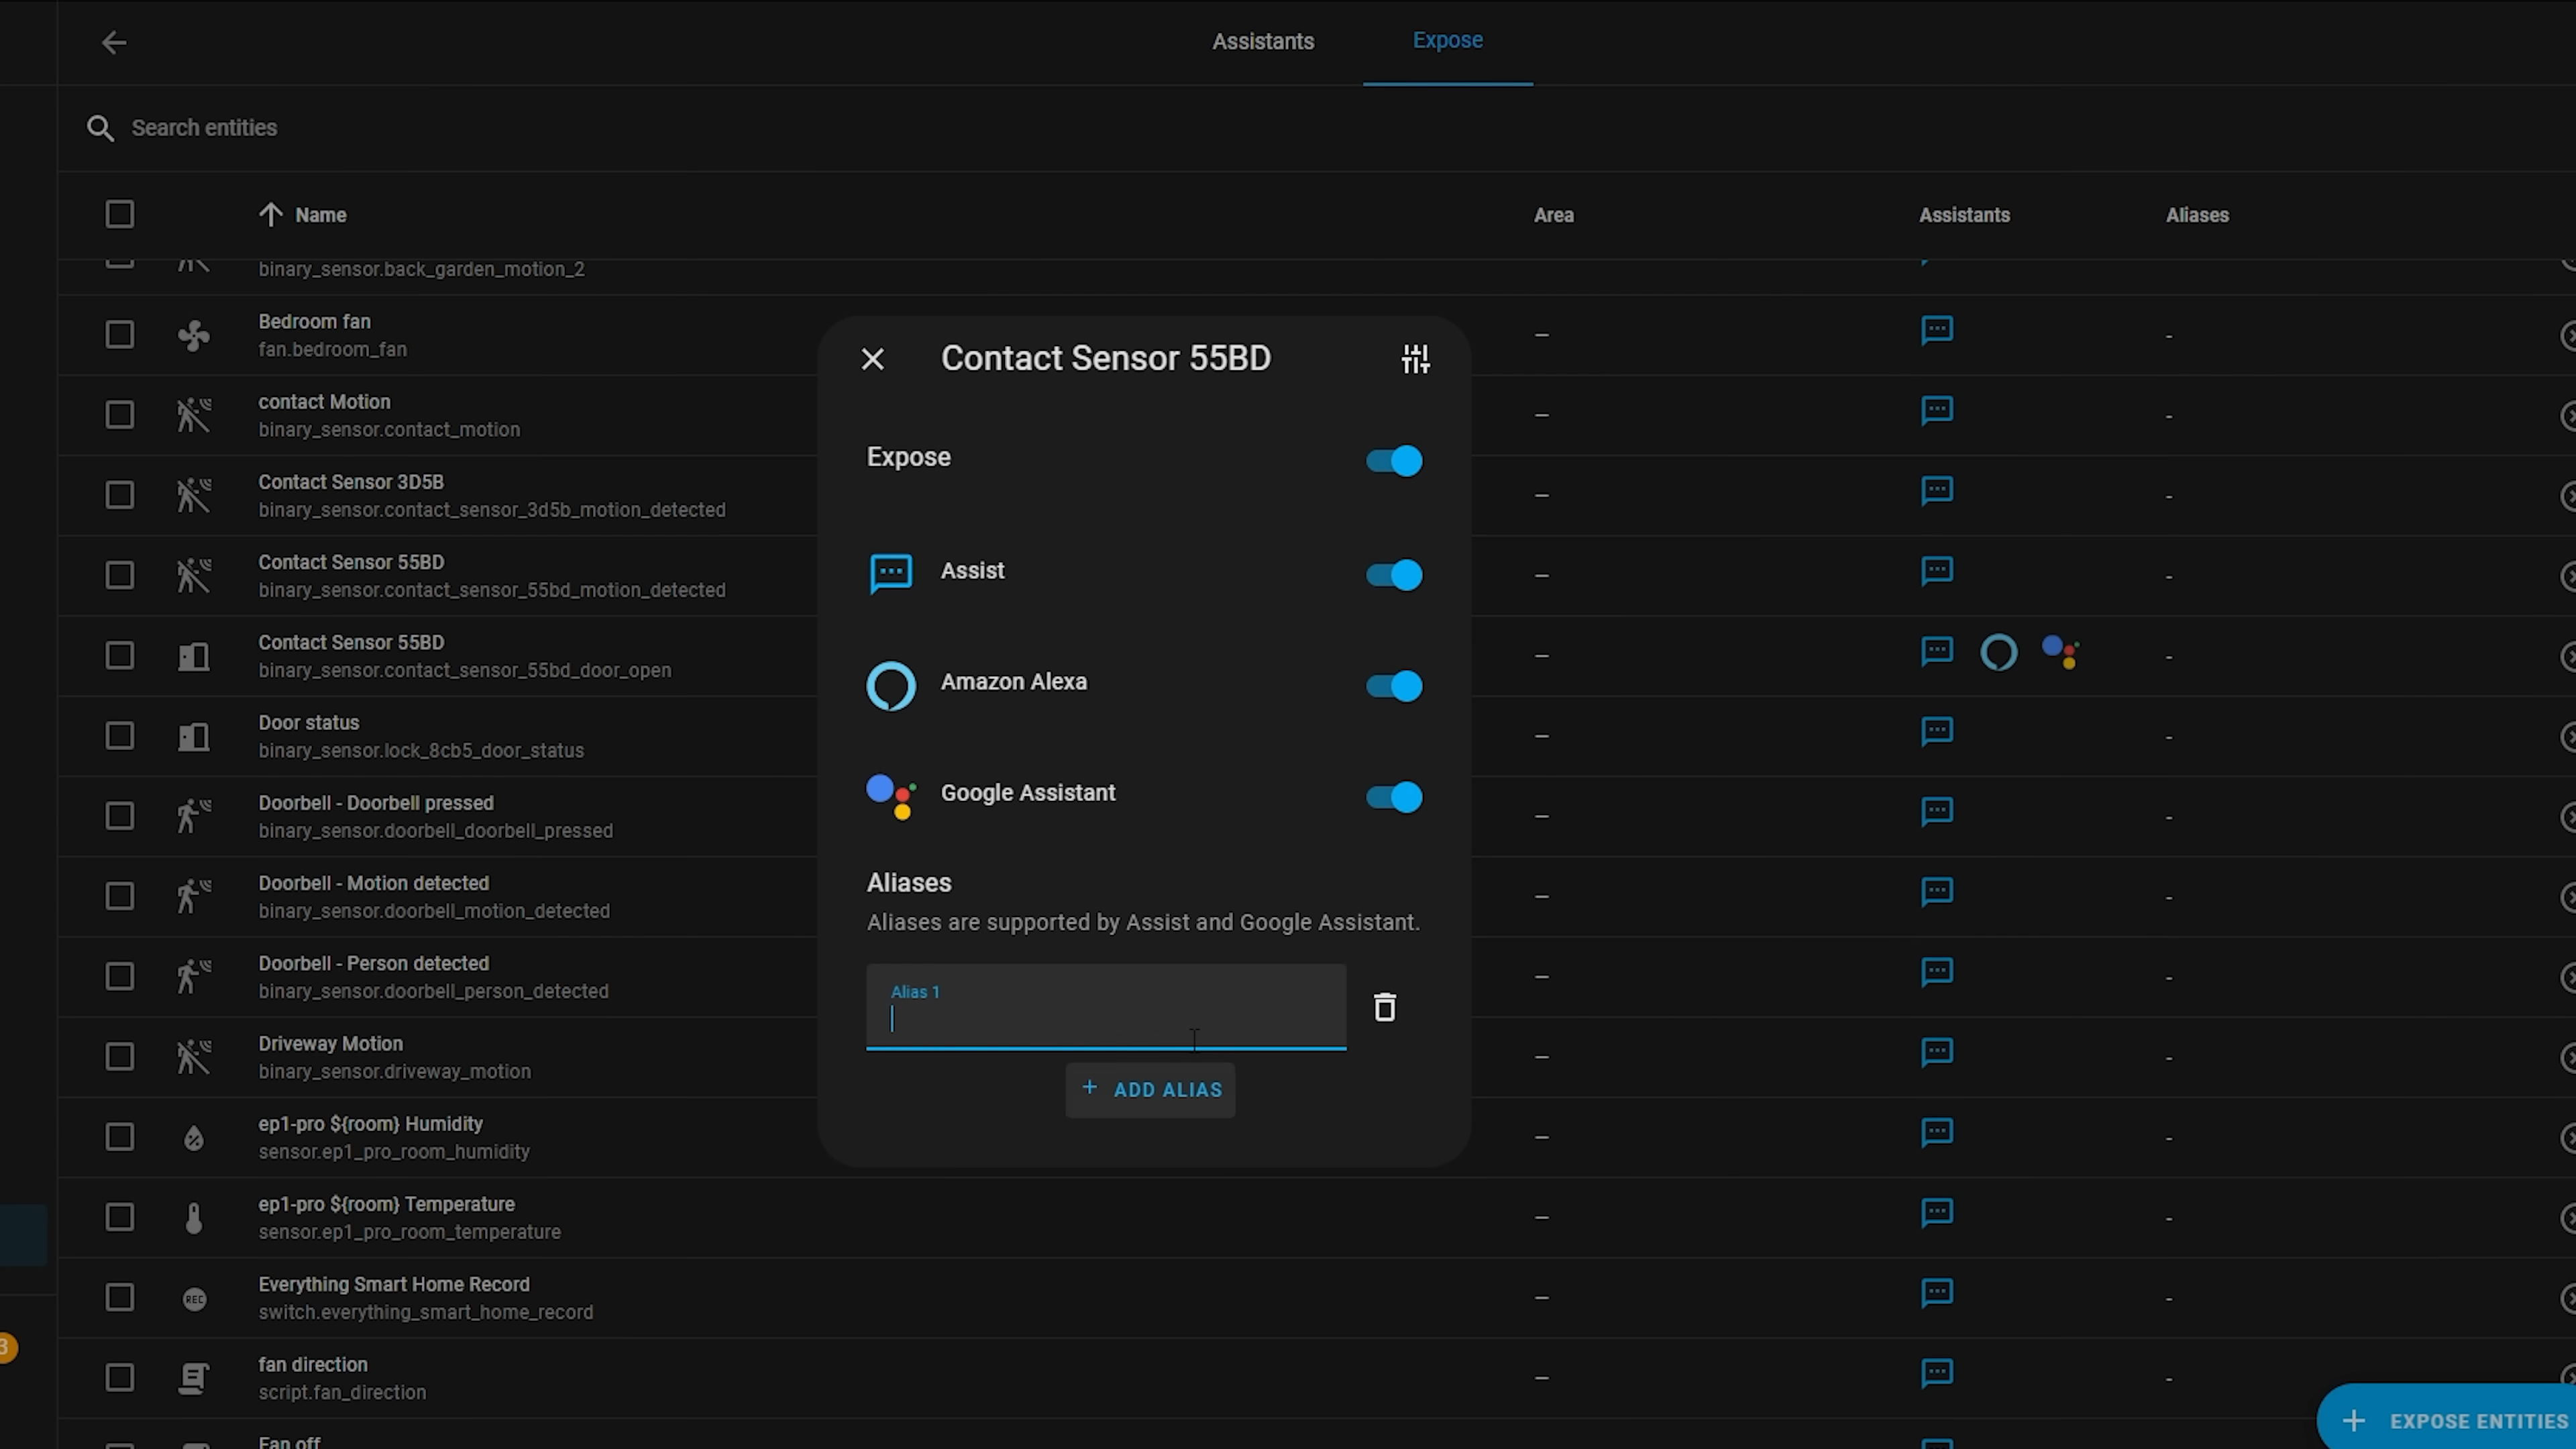 Assistants
Expose
Search entities
Name
Area
Assistants
Aliases
binary_sensor.back_garden_motion_2
Bedroom fan
fan.bedroom_fan
–
-
contact Motion
binary_sensor.contact_motion
–
-
Contact Sensor 3D5B
binary_sensor.contact_sensor_3d5b_motion_detected
–
-
Contact Sensor 55BD
binary_sensor.contact_sensor_55bd_motion_detected
–
-
Contact Sensor 55BD
binary_sensor.contact_sensor_55bd_door_open
–
-
Door status
binary_sensor.lock_8cb5_door_status
–
-
Doorbell - Doorbell pressed
binary_sensor.doorbell_doorbell_pressed
–
-
Doorbell - Motion detected
binary_sensor.doorbell_motion_detected
–
-
Doorbell - Person detected
binary_sensor.doorbell_person_detected
–
-
Driveway Motion
binary_sensor.driveway_motion
–
-
ep1-pro ${room} Humidity
sensor.ep1_pro_room_humidity
–
-
ep1-pro ${room} Temperature
sensor.ep1_pro_room_temperature
–
-
REC
Everything Smart Home Record
switch.everything_smart_home_record
–
-
3
fan direction
script.fan_direction
–
-
Fan off
EXPOSE ENTITIES
Contact Sensor 55BD
Expose
Assist
Amazon Alexa
Google Assistant
Aliases
Aliases are supported by Assist and Google Assistant.
Alias 1
+ ADD ALIAS